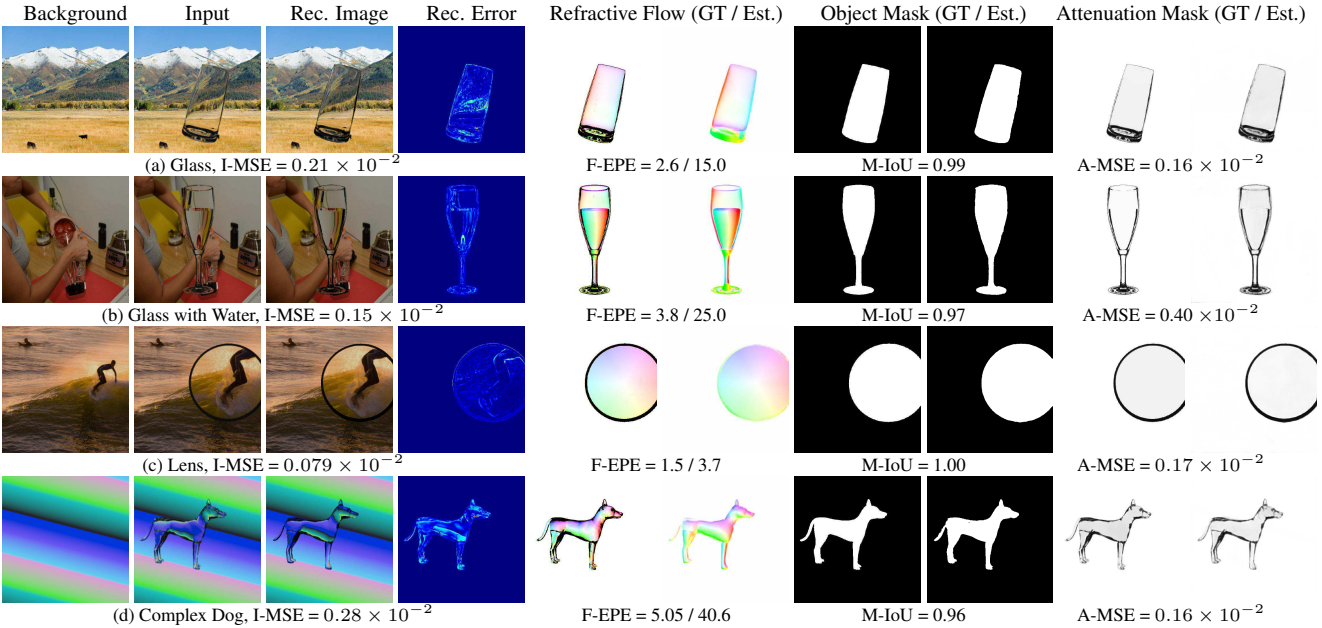 Background Input Rec. Image Rec. Error Refractive Flow (GT / Est.) Object Mask (GT / Est.) Attenuation Mask (GT / Est.)
(a) Glass, I-MSE = 0.21 × 10⁻² F-EPE = 2.6 / 15.0 M-IoU = 0.99 A-MSE = 0.16 × 10⁻²
(b) Glass with Water, I-MSE = 0.15 × 10⁻² F-EPE = 3.8 / 25.0 M-IoU = 0.97 A-MSE = 0.40 × 10⁻²
(c) Lens, I-MSE = 0.079 × 10⁻² F-EPE = 1.5 / 3.7 M-IoU = 1.00 A-MSE = 0.17 × 10⁻²
(d) Complex Dog, I-MSE = 0.28 × 10⁻² F-EPE = 5.05 / 40.6 M-IoU = 0.96 A-MSE = 0.16 × 10⁻²